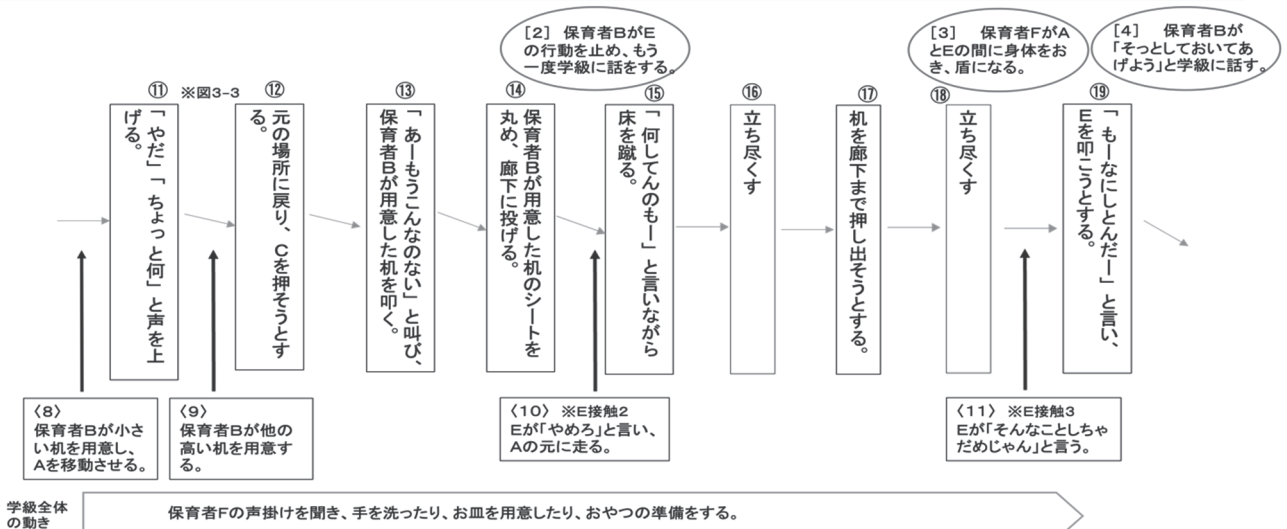 [2] 保育者BがE
の行動を止め、もう
一度学級に話をする。
[3] 保育者FがA
とEの間に身体をお
き、盾になる。
[4] 保育者Bが
「そっとしておいてあ
げよう」と学級に話す。
⑪ ※図3-3
「やだ」「ちょっと何」と声を上
げる。
⑫
元の場所に戻り、Cを押そうとす
る。
⑬
「あーもうこんなのない」と叫び、
保育者Bが用意した机を叩く。
⑭
保育者Bが用意した机のシートを
丸め、廊下に投げる。
⑮
「何してんのもー」と言いながら
床を蹴る。
⑯
立ち尽くす
⑰
机を廊下まで押し出そうとする。
⑱
立ち尽くす
⑲
「もーなにしとんだー」と言い、
Eを叩こうとする。
〈8〉
保育者Bが小さ
い机を用意し、
Aを移動させる。
〈9〉
保育者Bが他の
高い机を用意す
る。
〈10〉 ※E接触2
Eが「やめろ」と言い、
Aの元に走る。
〈11〉 ※E接触3
Eが「そんなことしちゃ
だめじゃん」と言う。
学級全体
の動き
保育者Fの声掛けを聞き、手を洗ったり、お皿を用意したり、おやつの準備をする。